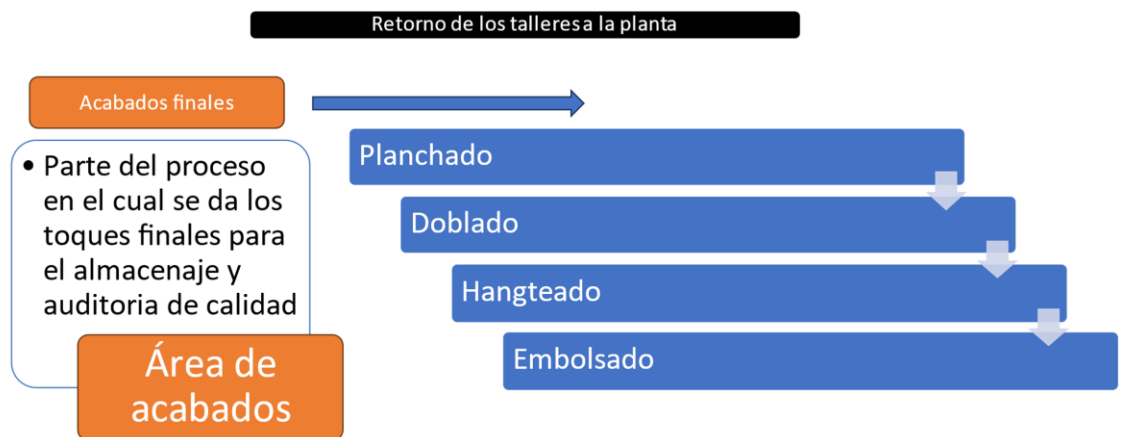 Retorno de los talleres a la planta
Acabados finales
• Parte del proceso
en el cual se da los
toques finales para
el almacenaje y
auditoria de calidad
Área de
acabados
Planchado
Doblado
Hangteado
Embolsado